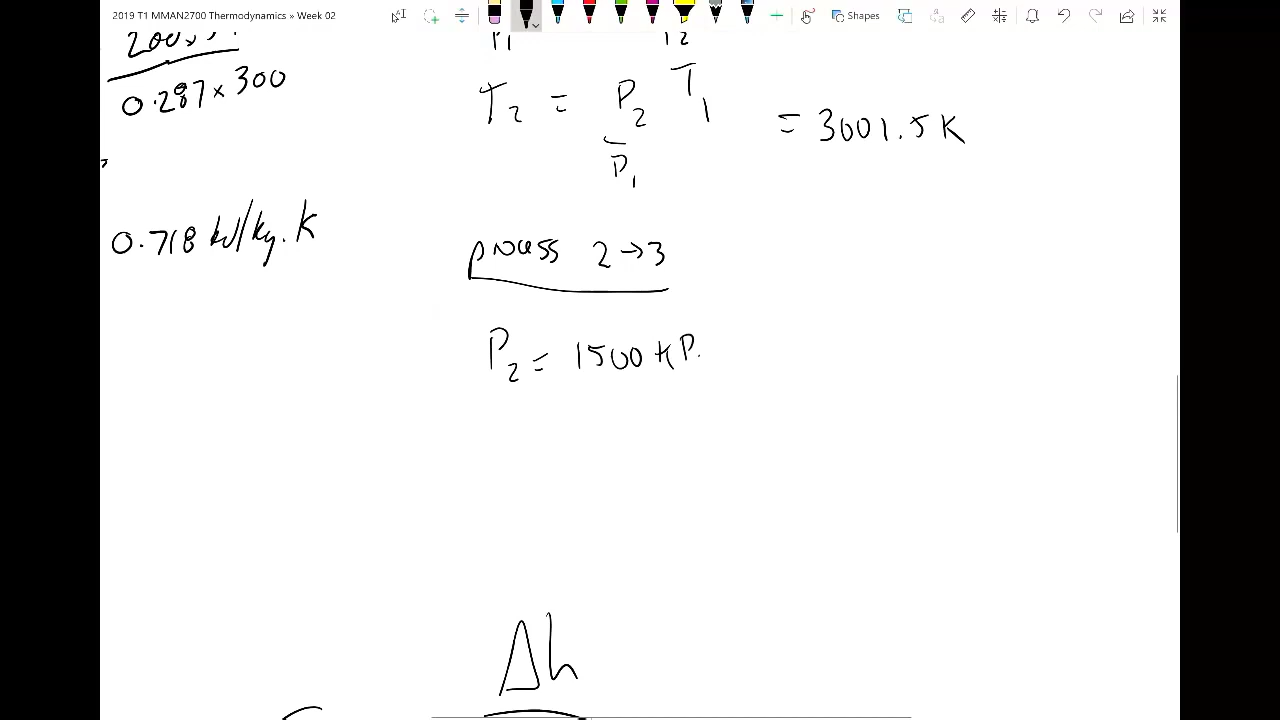 2019 T1 MMAN2700 Thermodynamics » Week 02
Shapes
0.287 × 300
0.718 kJ/kg.K
T2 = P2 T1
P1
= 3001.5 K
process 2→3
P2 = 1500 kP.
Δh